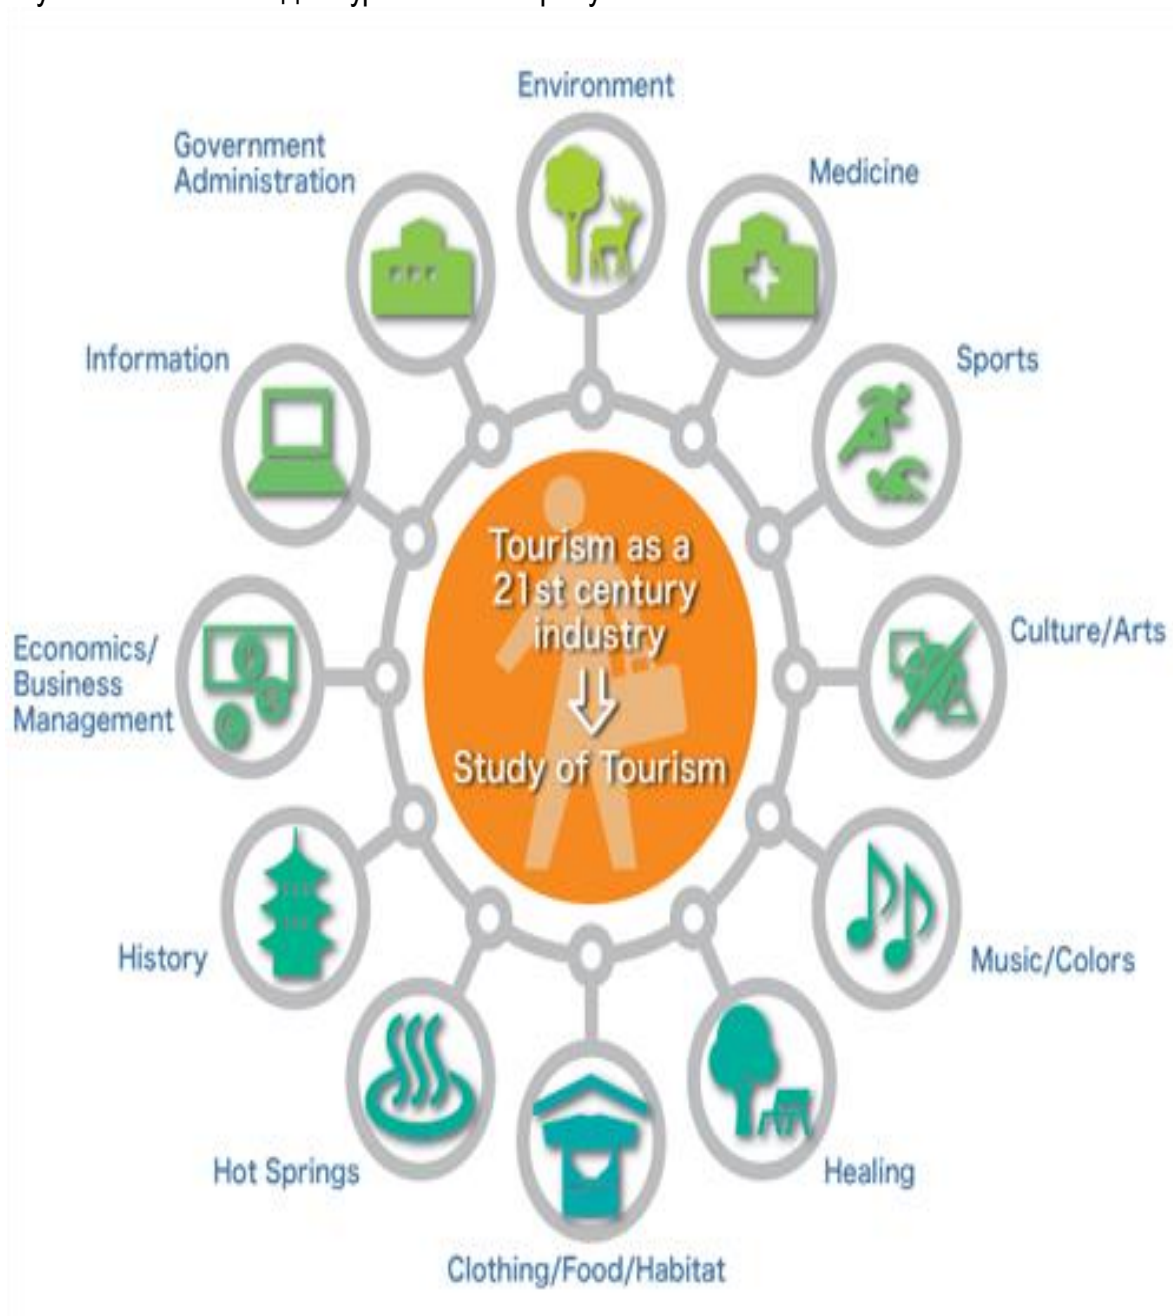 Environment
Government
Administration
Medicine
Information
Sports
Tourism as a
21st century
industry
Study of Tourism
Economics/
Business
Management
Culture/Arts
History
Music/Colors
Hot Springs
Healing
Clothing/Food/Habitat